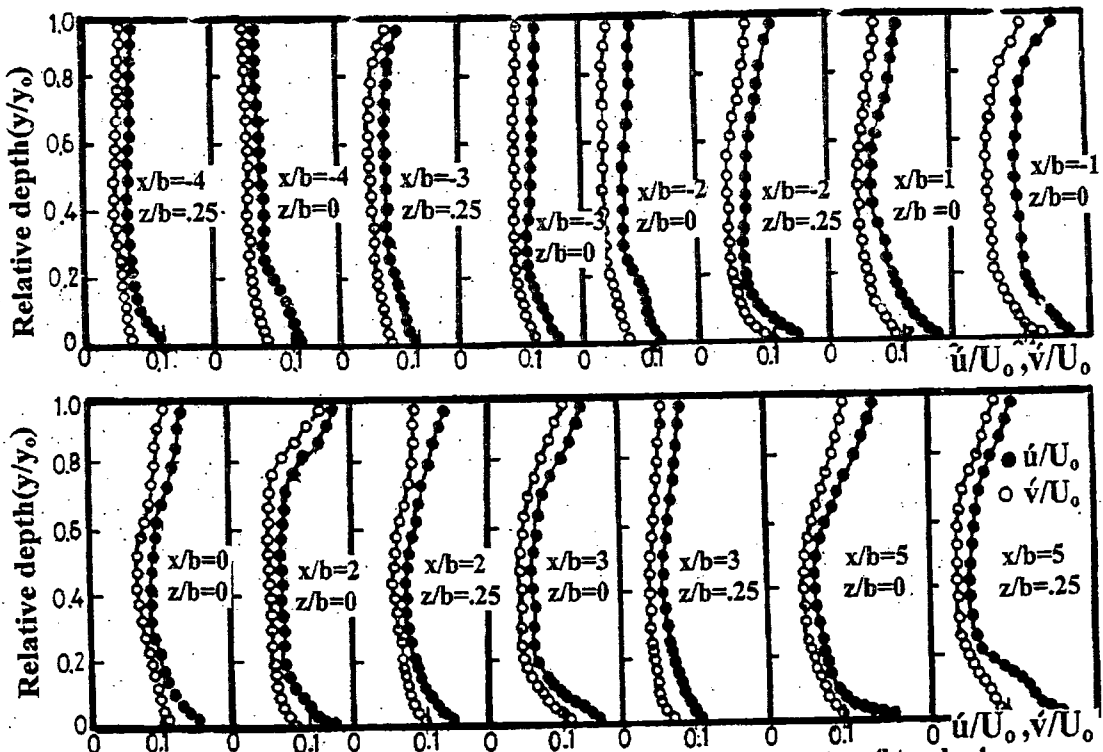 Relative depth(y/y₀)
1.0
0.8
0.6
0.4
0.2
0
x/b=-4
z/b=.25
x/b=-4
z/b=0
x/b=-3
z/b=.25
x/b=-3
z/b=0
x/b=-2
z/b=0
x/b=-2
z/b=.25
x/b=1
z/b=0
x/b=-1
z/b=0
0 0.1 0 0.1 0 0.1 0 0.1 0 0.1 0 0.1 0 0.1 ú/U₀,v́/U₀
Relative depth(y/y₀)
1.0
0.8
0.6
0.4
0.2
0
x/b=0
z/b=0
x/b=2
z/b=0
x/b=2
z/b=.25
x/b=3
z/b=0
x/b=3
z/b=.25
x/b=5
z/b=0
x/b=5
z/b=.25
ú/U₀
v́/U₀
0 0.1 0 0.1 0 0.1 0 0.1 0 0.1 0 0.1 0 ú/U₀,v́/U₀